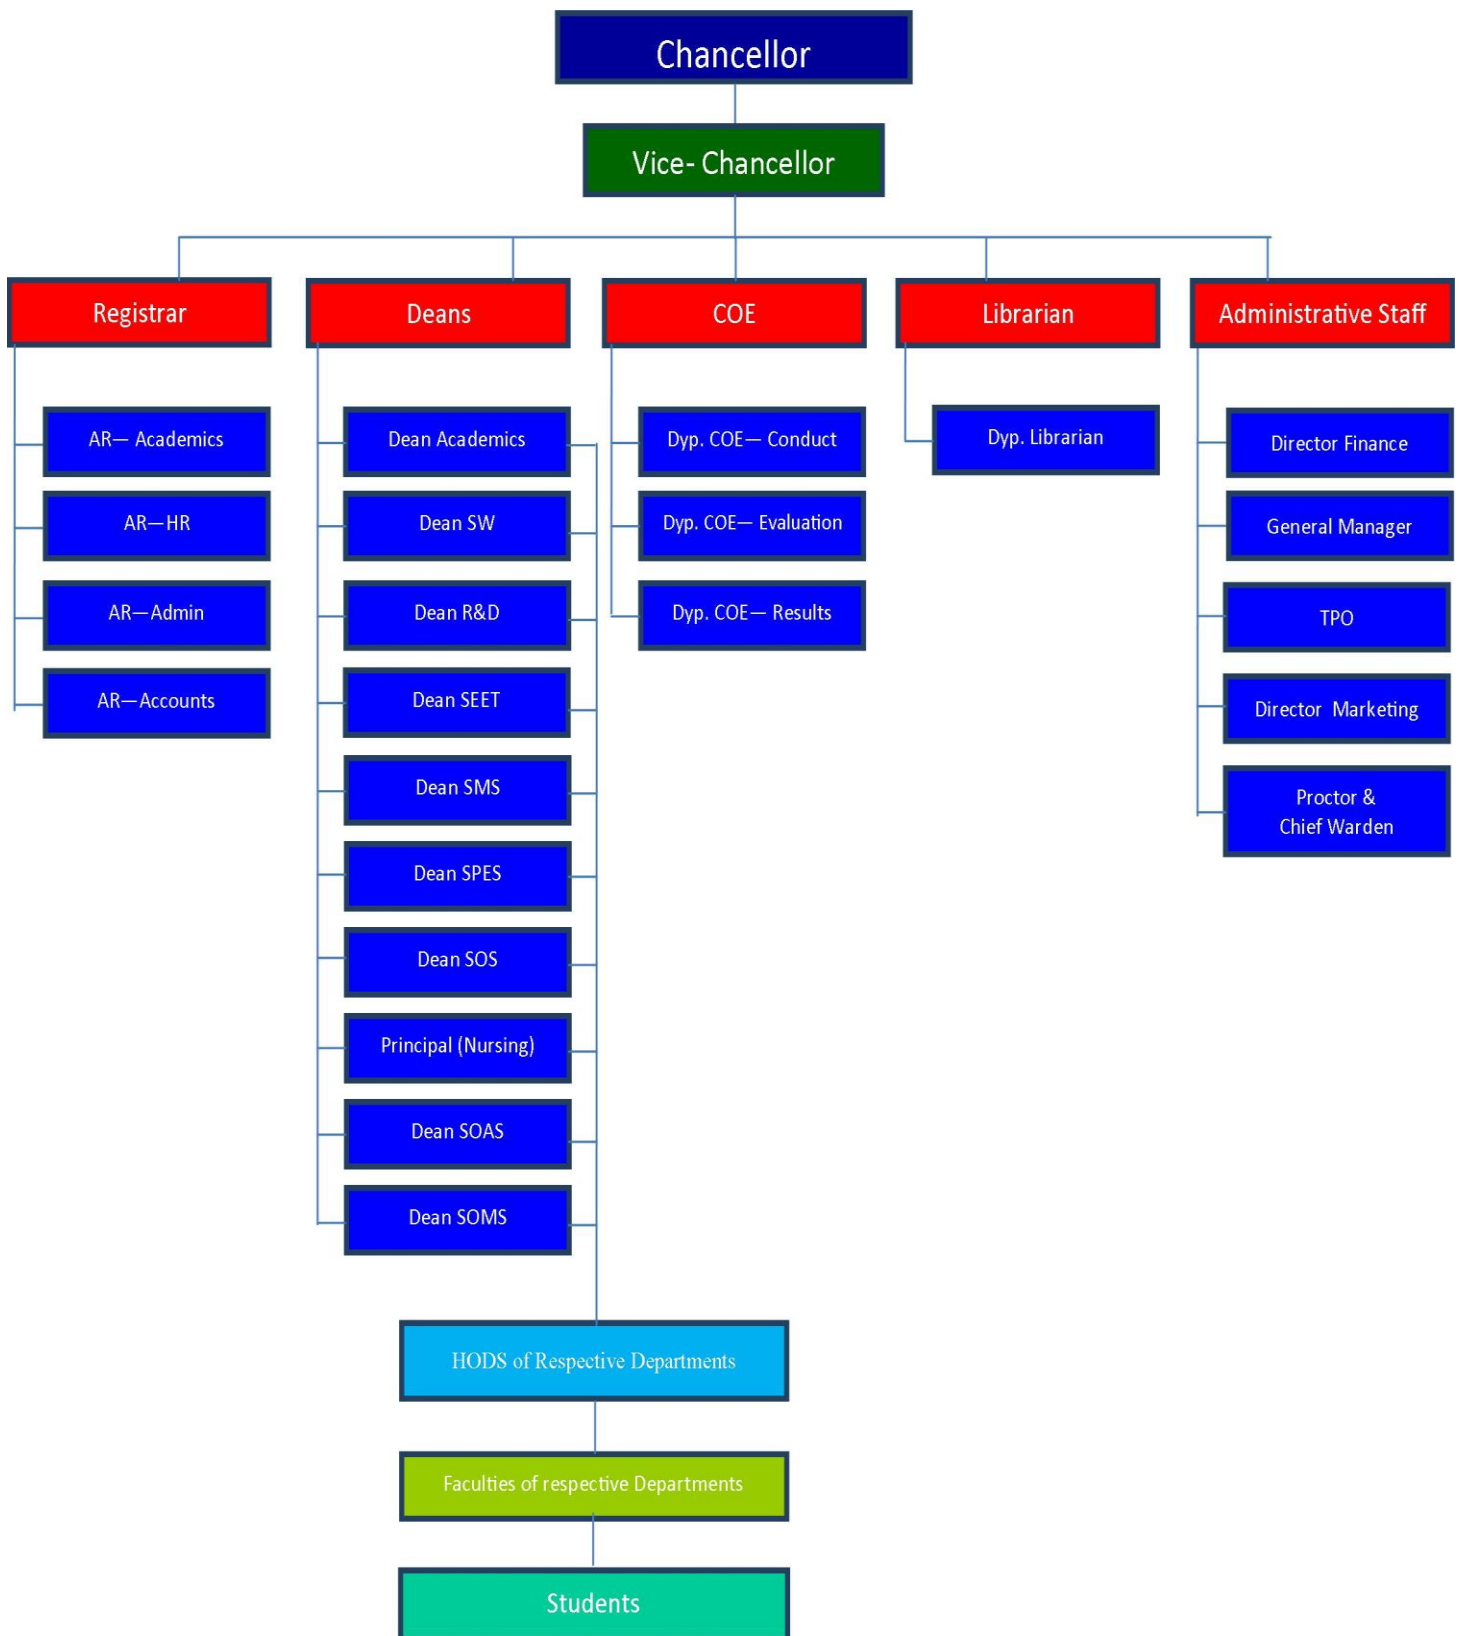 Chancellor
Vice- Chancellor
Registrar
Deans
COE
Librarian
Administrative Staff
AR— Academics
AR—HR
AR—Admin
AR—Accounts
Dean Academics
Dean SW
Dean R&D
Dean SEET
Dean SMS
Dean SPES
Dean SOS
Principal (Nursing)
Dean SOAS
Dean SOMS
Dyp. COE— Conduct
Dyp. COE— Evaluation
Dyp. COE— Results
Dyp. Librarian
Director Finance
General Manager
TPO
Director Marketing
Proctor &
Chief Warden
HODS of Respective Departments
Faculties of respective Departments
Students